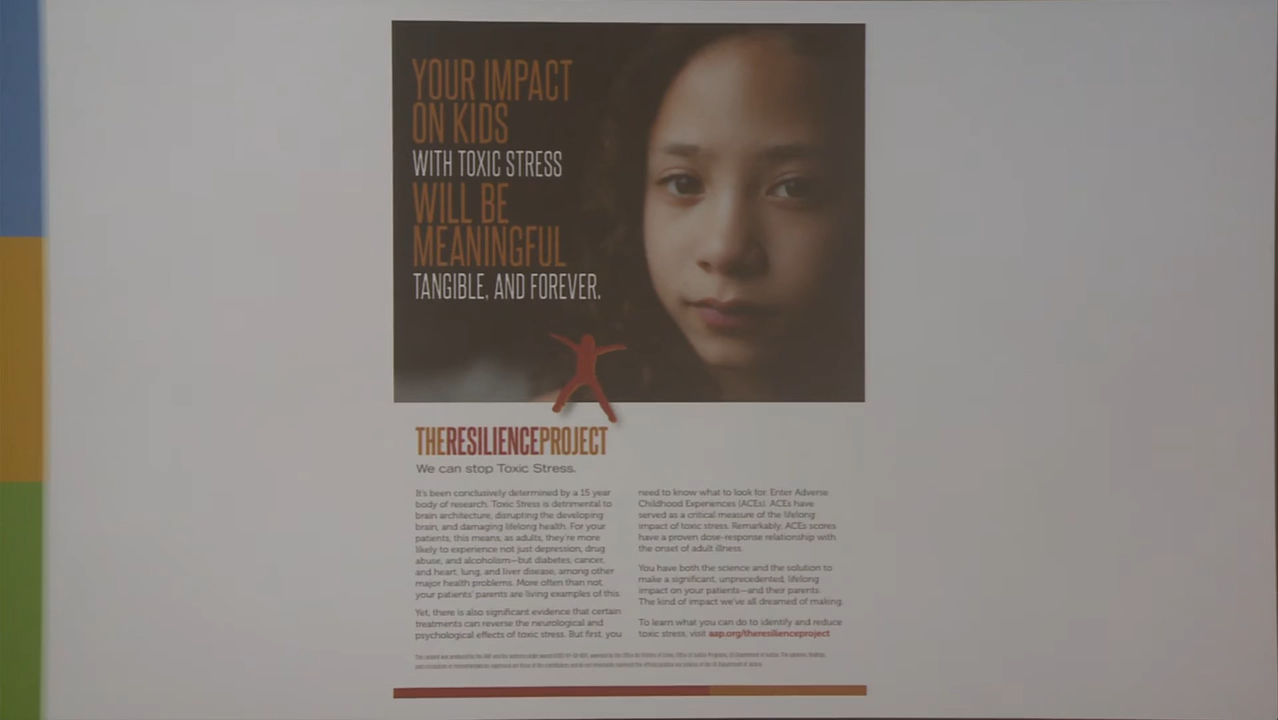 YOUR IMPACT
ON KIDS
WITH TOXIC STRESS
WILL BE
MEANINGFUL
TANGIBLE, AND FOREVER.
THERESILIENCEPROJECT
We can stop Toxic Stress.
It's been conclusively determined by a 15 year
body of research. Toxic Stress is detrimental to
brain architecture, disrupting the developing
brain, and damaging lifelong health. For your
patients, this means, as adults, they're more
likely to experience not just depression, drug
abuse, and alcoholism—but diabetes, cancer,
and heart, lung, and liver disease, among other
major health problems. More often than not,
your patients' parents are living examples of this.
Yet, there is also significant evidence that certain
treatments can reverse the neurological and
psychological effects of toxic stress. But first, you
need to know what to look for. Enter Adverse
Childhood Experiences (ACEs). ACEs have
served as a critical measure of the lifelong
impact of toxic stress. Remarkably, ACEs scores
have a proven dose-response relationship with
the onset of adult illness.
You have both the science and the solution to
make a significant, unprecedented, lifelong
impact on your patients—and their parents.
The kind of impact we've all dreamed of making.
To learn what you can do to identify and reduce
toxic stress, visit aap.org/theresilienceproject